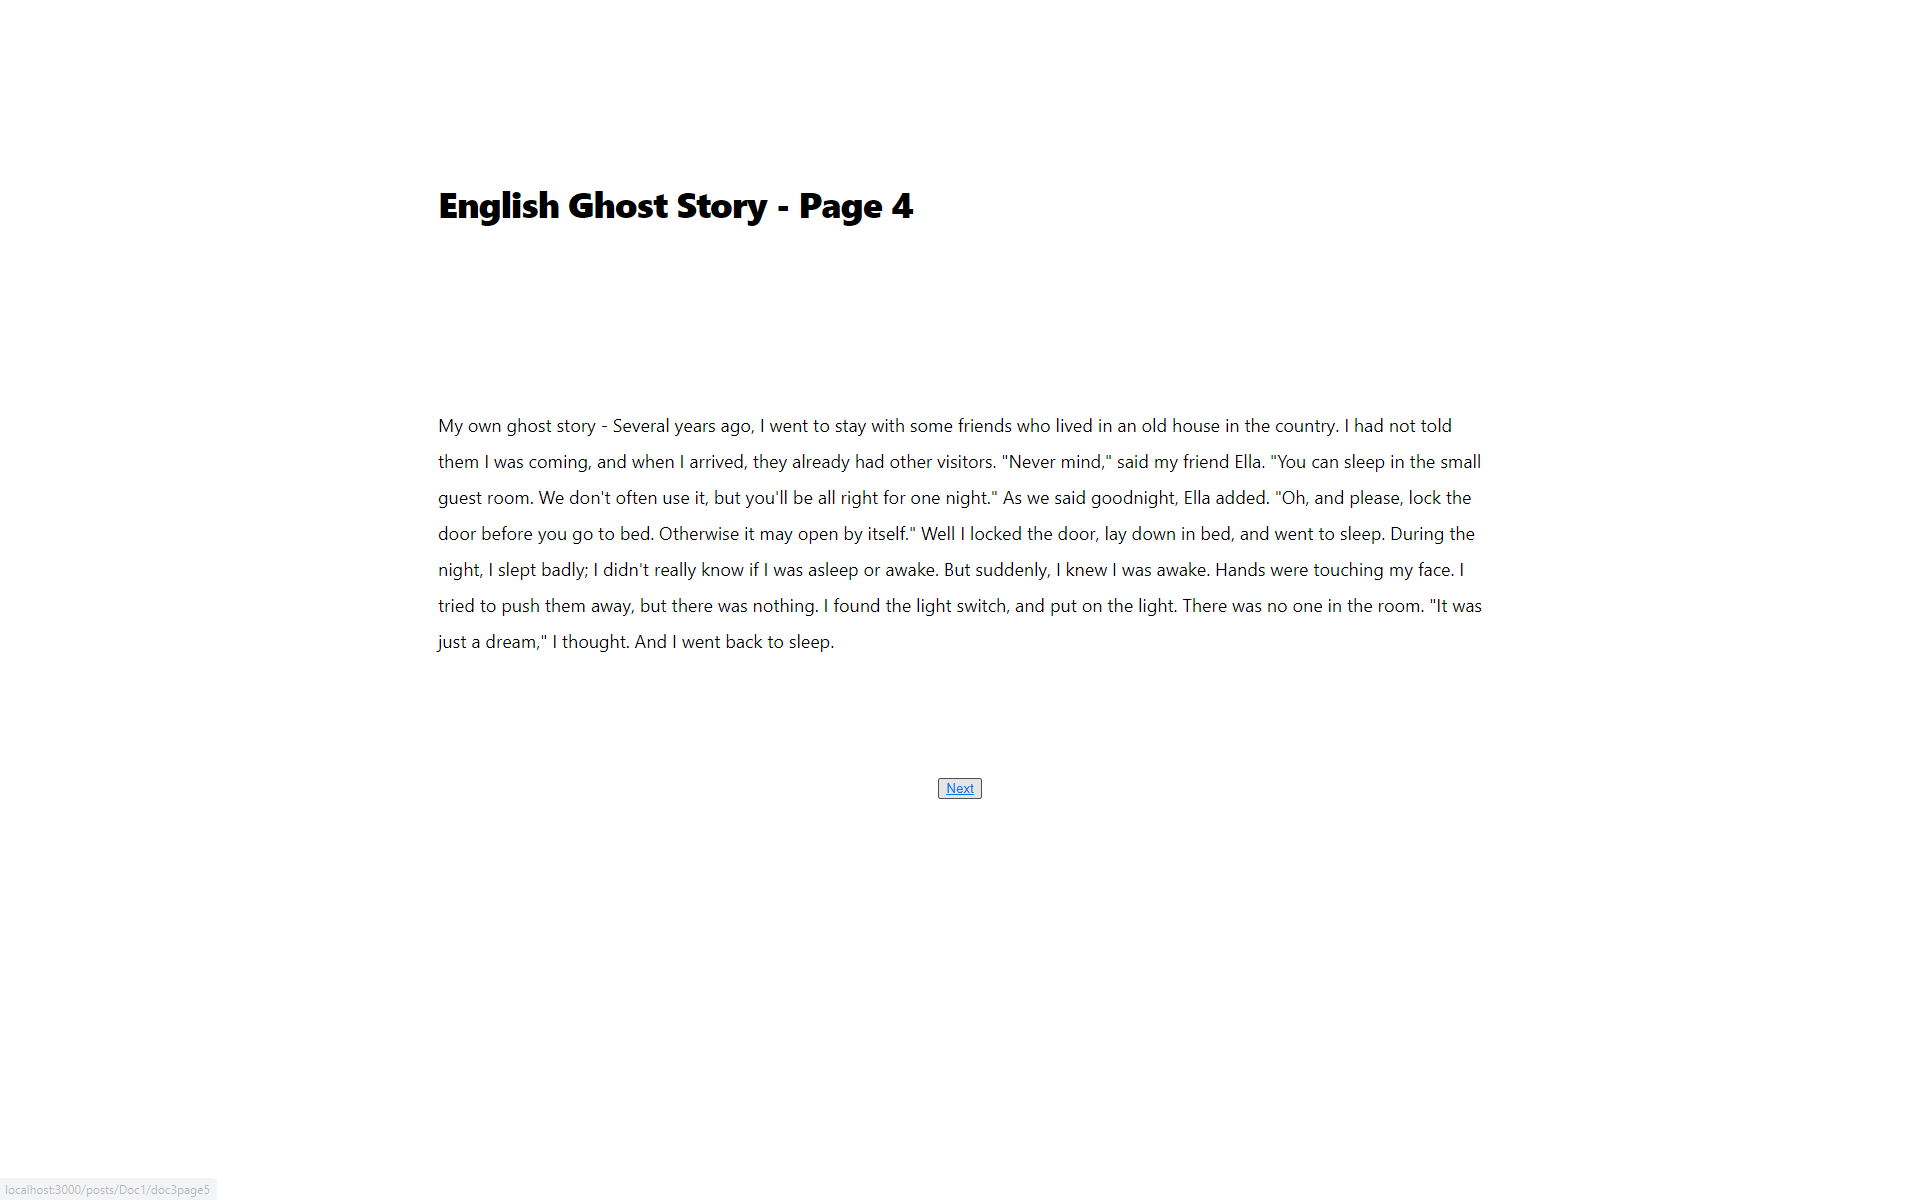 English Ghost Story - Page 4
My own ghost story - Several years ago, I went to stay with some friends who lived in an old house in the country. I had not told
them I was coming, and when I arrived, they already had other visitors. "Never mind," said my friend Ella. "You can sleep in the small
guest room. We don't often use it, but you'll be all right for one night." As we said goodnight, Ella added. "Oh, and please, lock the
door before you go to bed. Otherwise it may open by itself." Well I locked the door, lay down in bed, and went to sleep. During the
night, I slept badly; I didn't really know if I was asleep or awake. But suddenly, I knew I was awake. Hands were touching my face. I
tried to push them away, but there was nothing. I found the light switch, and put on the light. There was no one in the room. "It was
just a dream," I thought. And I went back to sleep.
Next
localhost:3000/posts/Doc1/doc3page5